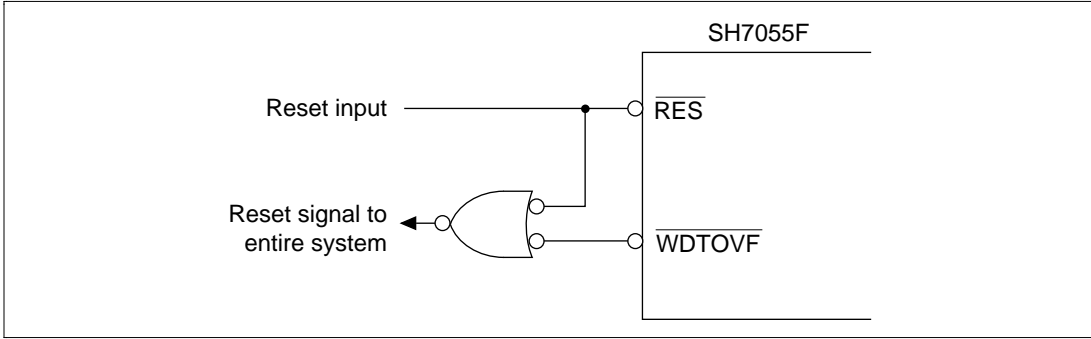 SH7055F
Reset input
RES
Reset signal to
entire system
WDTOVF